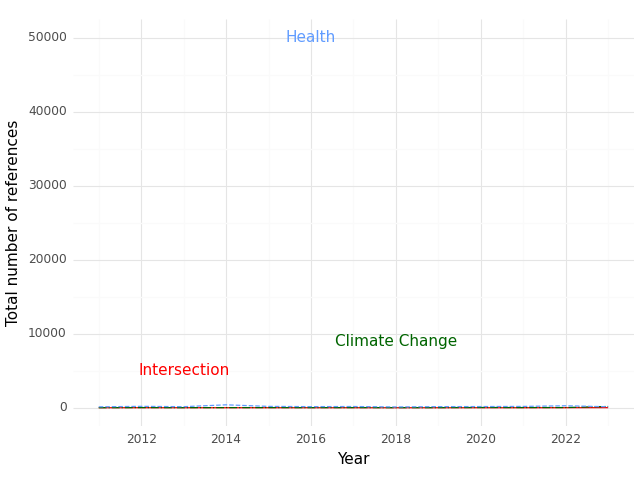 50000
Health
40000
30000
20000
10000
Climate Change
Intersection
0
2012 2014 2016 2018 2020 2022
Year
Total number of references